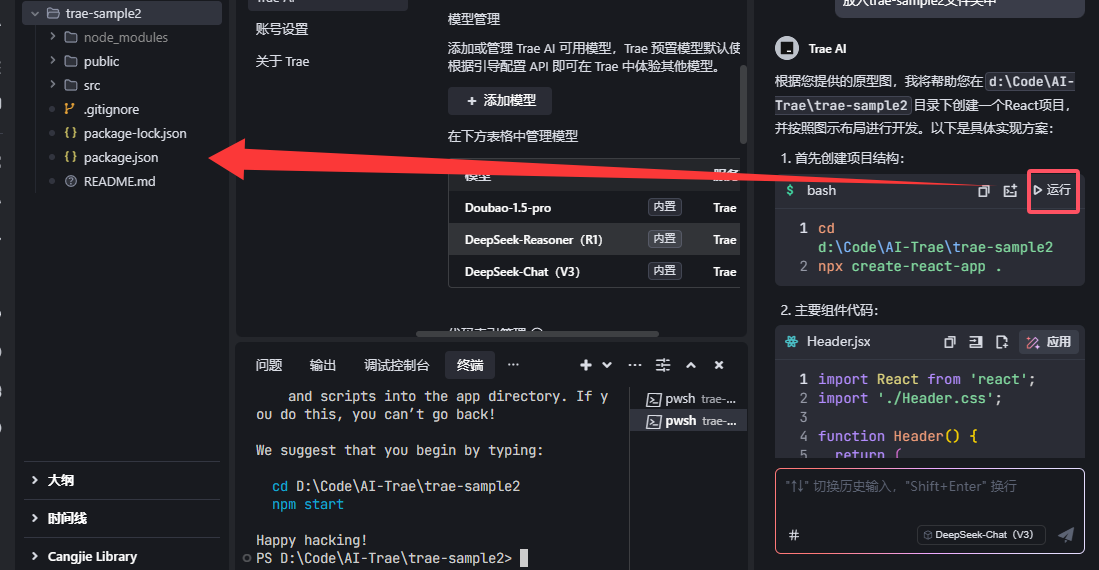 trae-sample2
node_modules
public
src
.gitignore
package-lock.json
package.json
README.md
大纲
时间线
Cangjie Library
账号设置
关于 Trae
模型管理
添加或管理 Trae AI 可用模型，Trae 预置模型默认使
根据引导配置 API 即可在 Trae 中体验其他模型。
添加模型
在下方表格中管理模型
模型 服务
Doubao-1.5-pro 内置 Trae
DeepSeek-Reasoner（R1） 内置 Trae
DeepSeek-Chat（V3） 内置 Trae
问题 输出 调试控制台 终端 ···
and scripts into the app directory. If y
ou do this, you can’t go back!
We suggest that you begin by typing:
cd D:\Code\AI-Trae\trae-sample2
npm start
Happy hacking!
PS D:\Code\AI-Trae\trae-sample2>
pwsh trae-...
pwsh trae-...
放入trae-sample2文件夹中
Trae AI
根据您提供的原型图，我将帮助您在 d:\Code\AI-
Trae\trae-sample2 目录下创建一个React项目，
并按照图示布局进行开发。以下是具体实现方案：
1. 首先创建项目结构：
$ bash 运行
1 cd
d:\Code\AI-Trae\trae-sample2
2 npx create-react-app .
2. 主要组件代码：
Header.jsx 应用
1 import React from 'react';
2 import './Header.css';
3
4 function Header() {
5 return (
"↑↓" 切换历史输入，"Shift+Enter" 换行
# DeepSeek-Chat（V3）